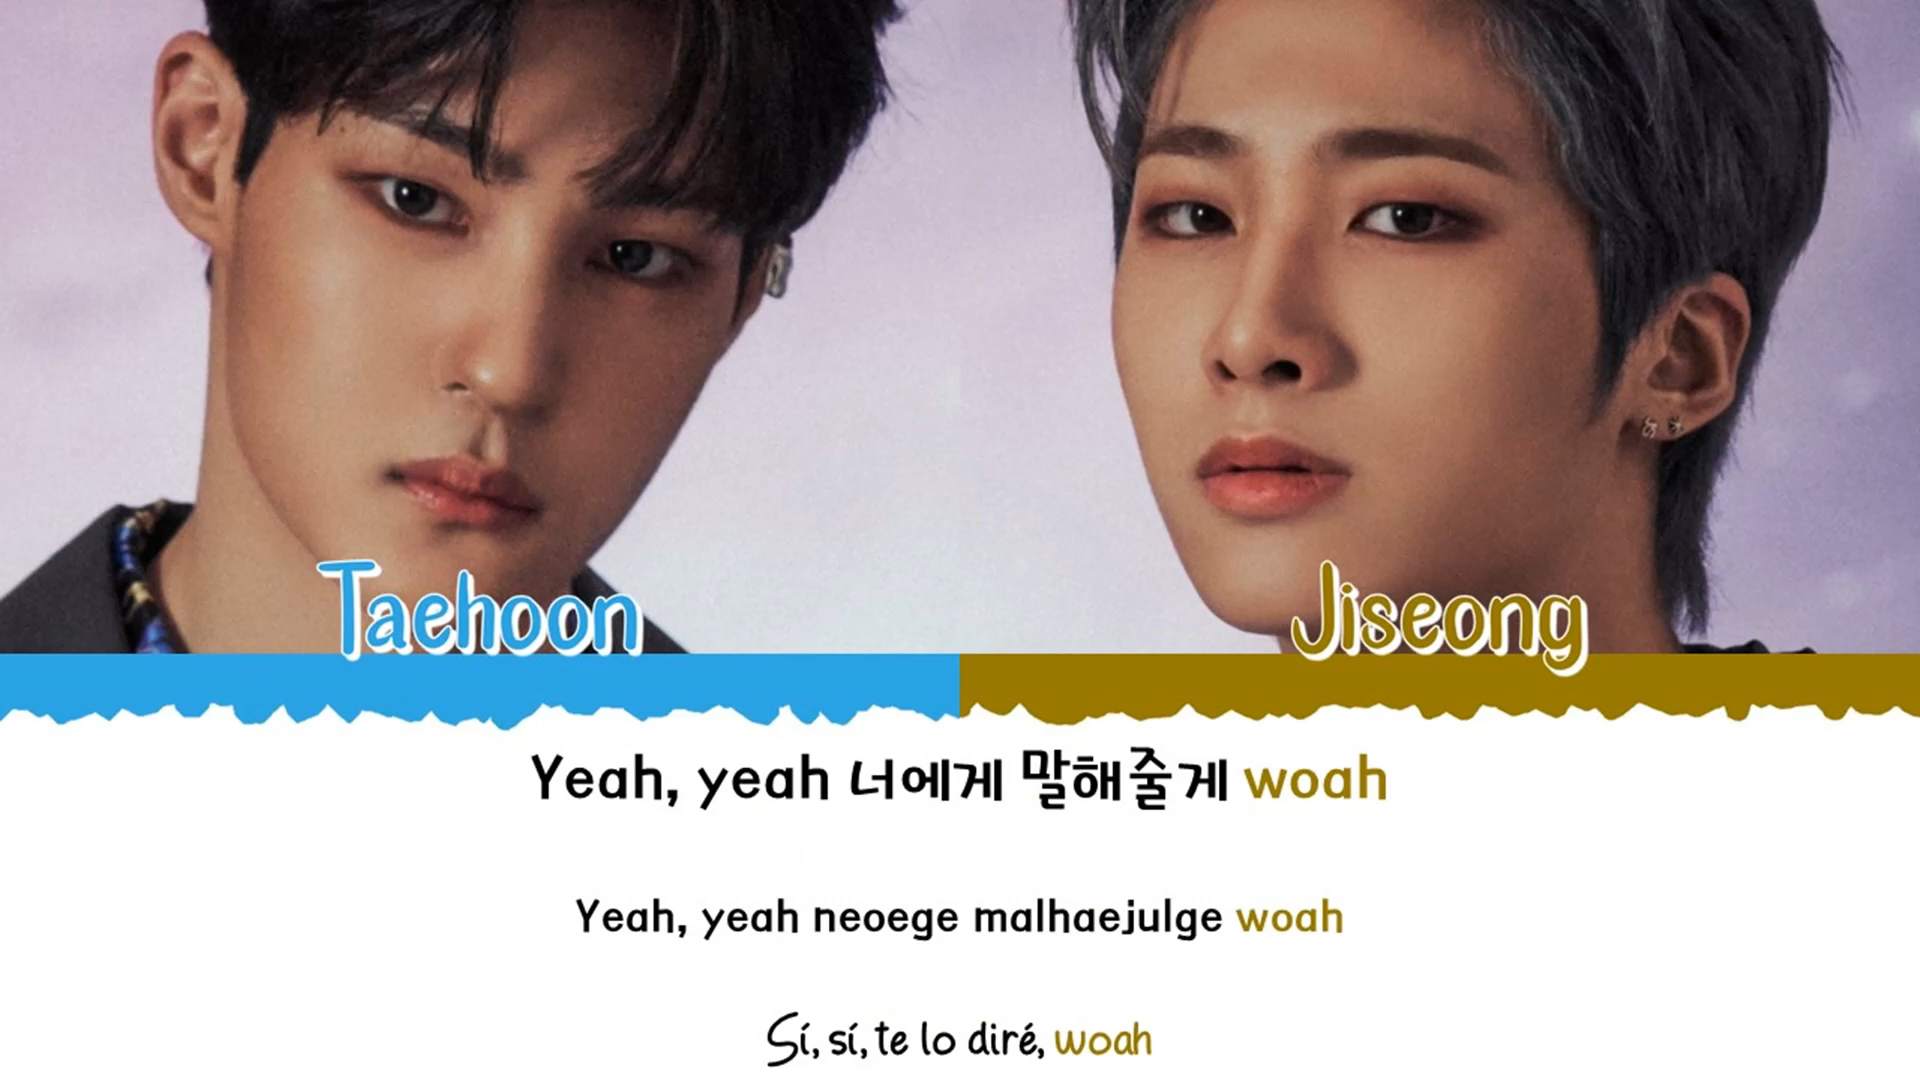 Taehoon
Jiseong
Yeah, yeah 너에게 말해줄게 woah
Yeah, yeah neoege malhaejulge woah
Sí, sí, te lo diré, woah